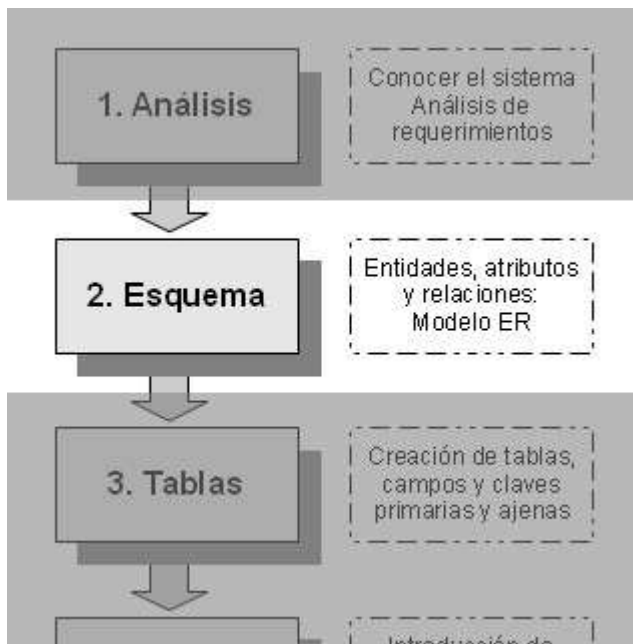 1. Análisis
Conocer el sistema
Análisis de
requerimientos
2. Esquema
Entidades, atributos
y relaciones:
Modelo ER
3. Tablas
Creación de tablas,
campos y claves
primarias y ajenas
Introducción de